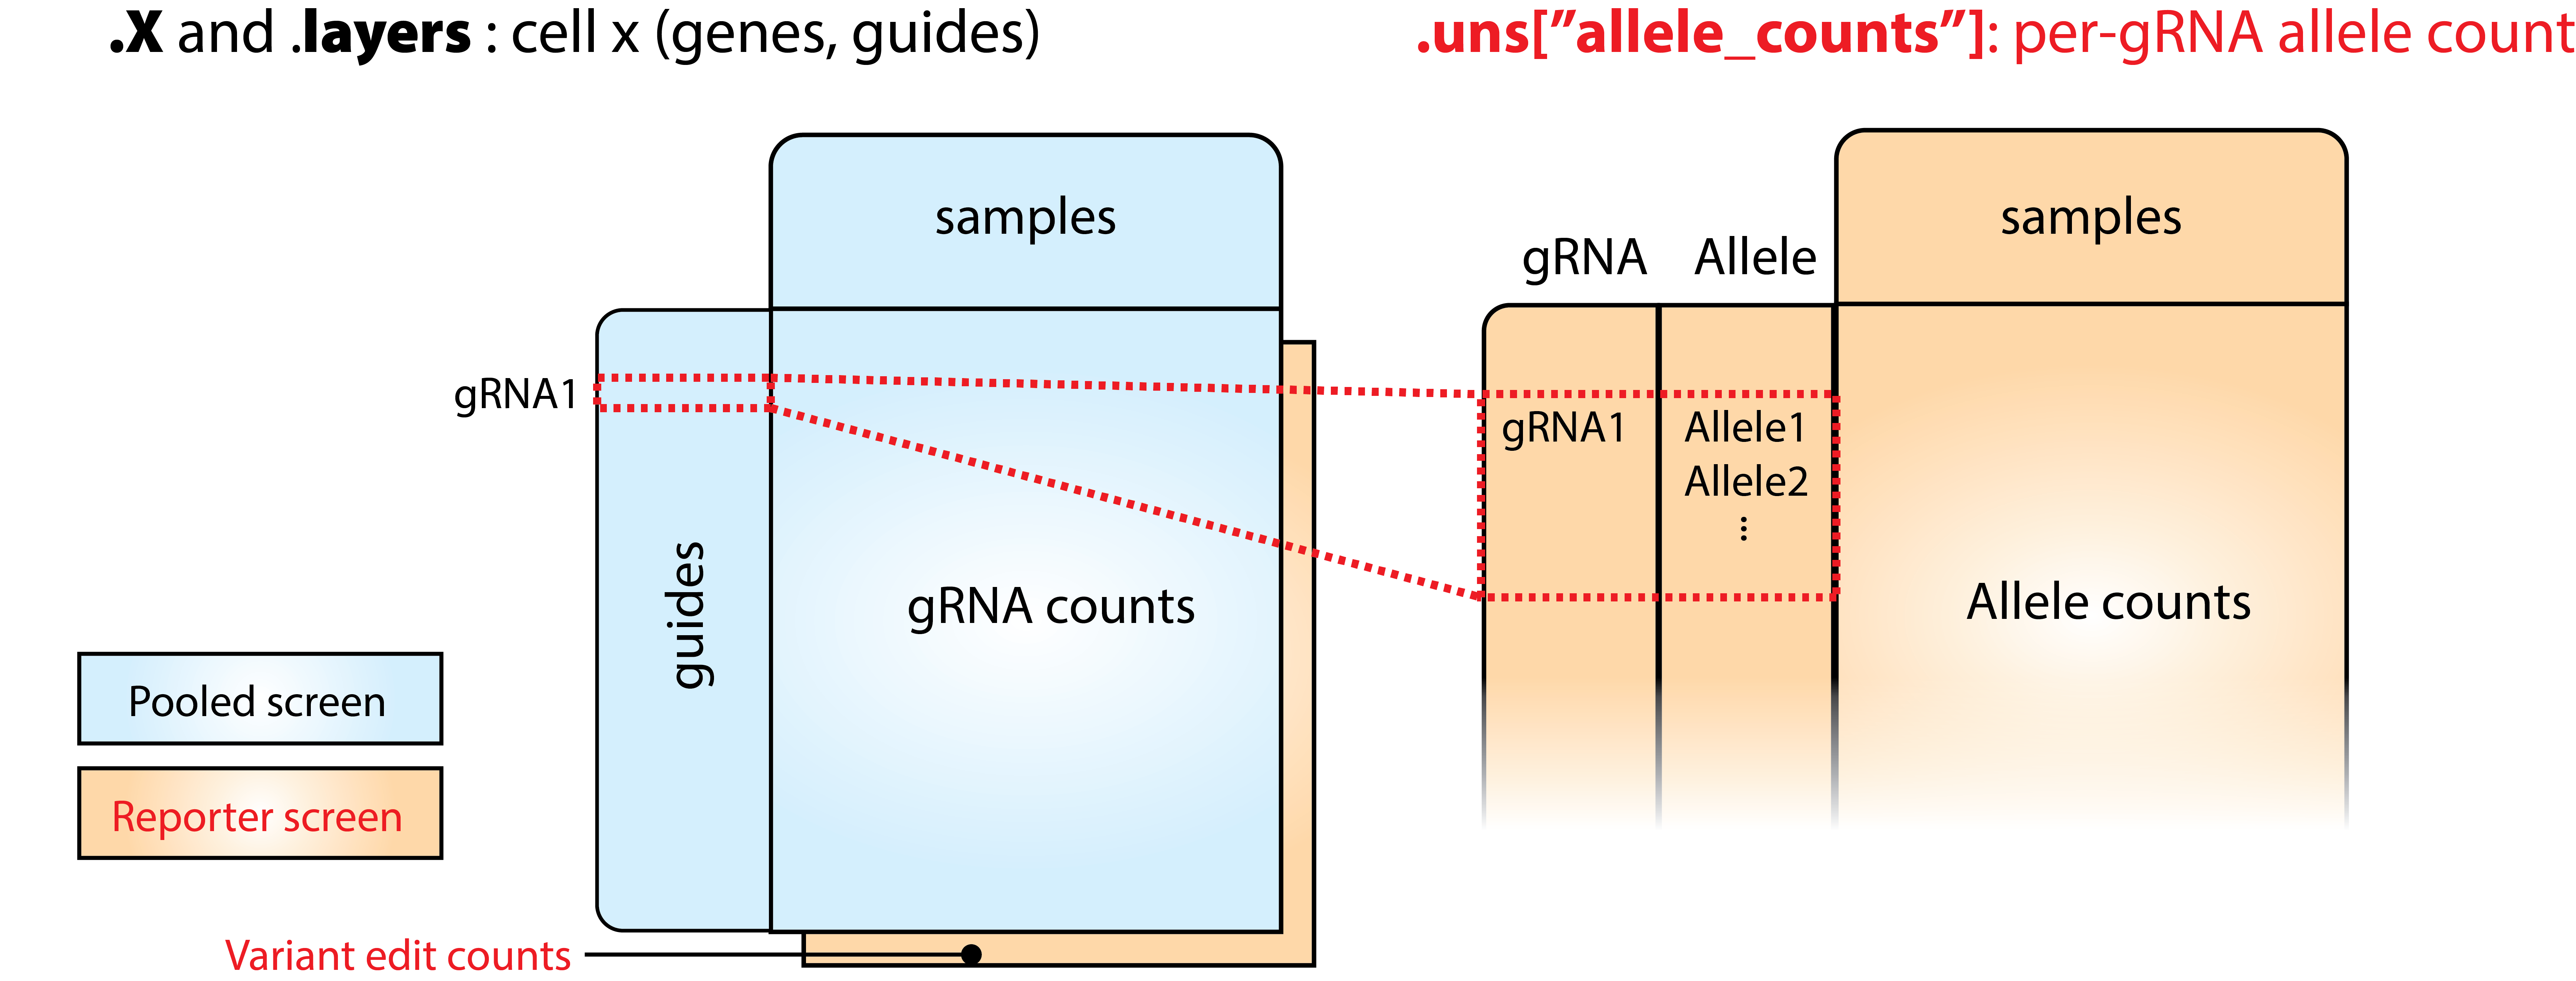 .X and .layers : cell x (genes, guides)
.uns[”allele_counts”]: per-gRNA allele count
samples
samples
gRNA Allele
gRNA1
gRNA1 Allele1
Allele2
⋮
guides
gRNA counts
Allele counts
Pooled screen
Reporter screen
Variant edit counts